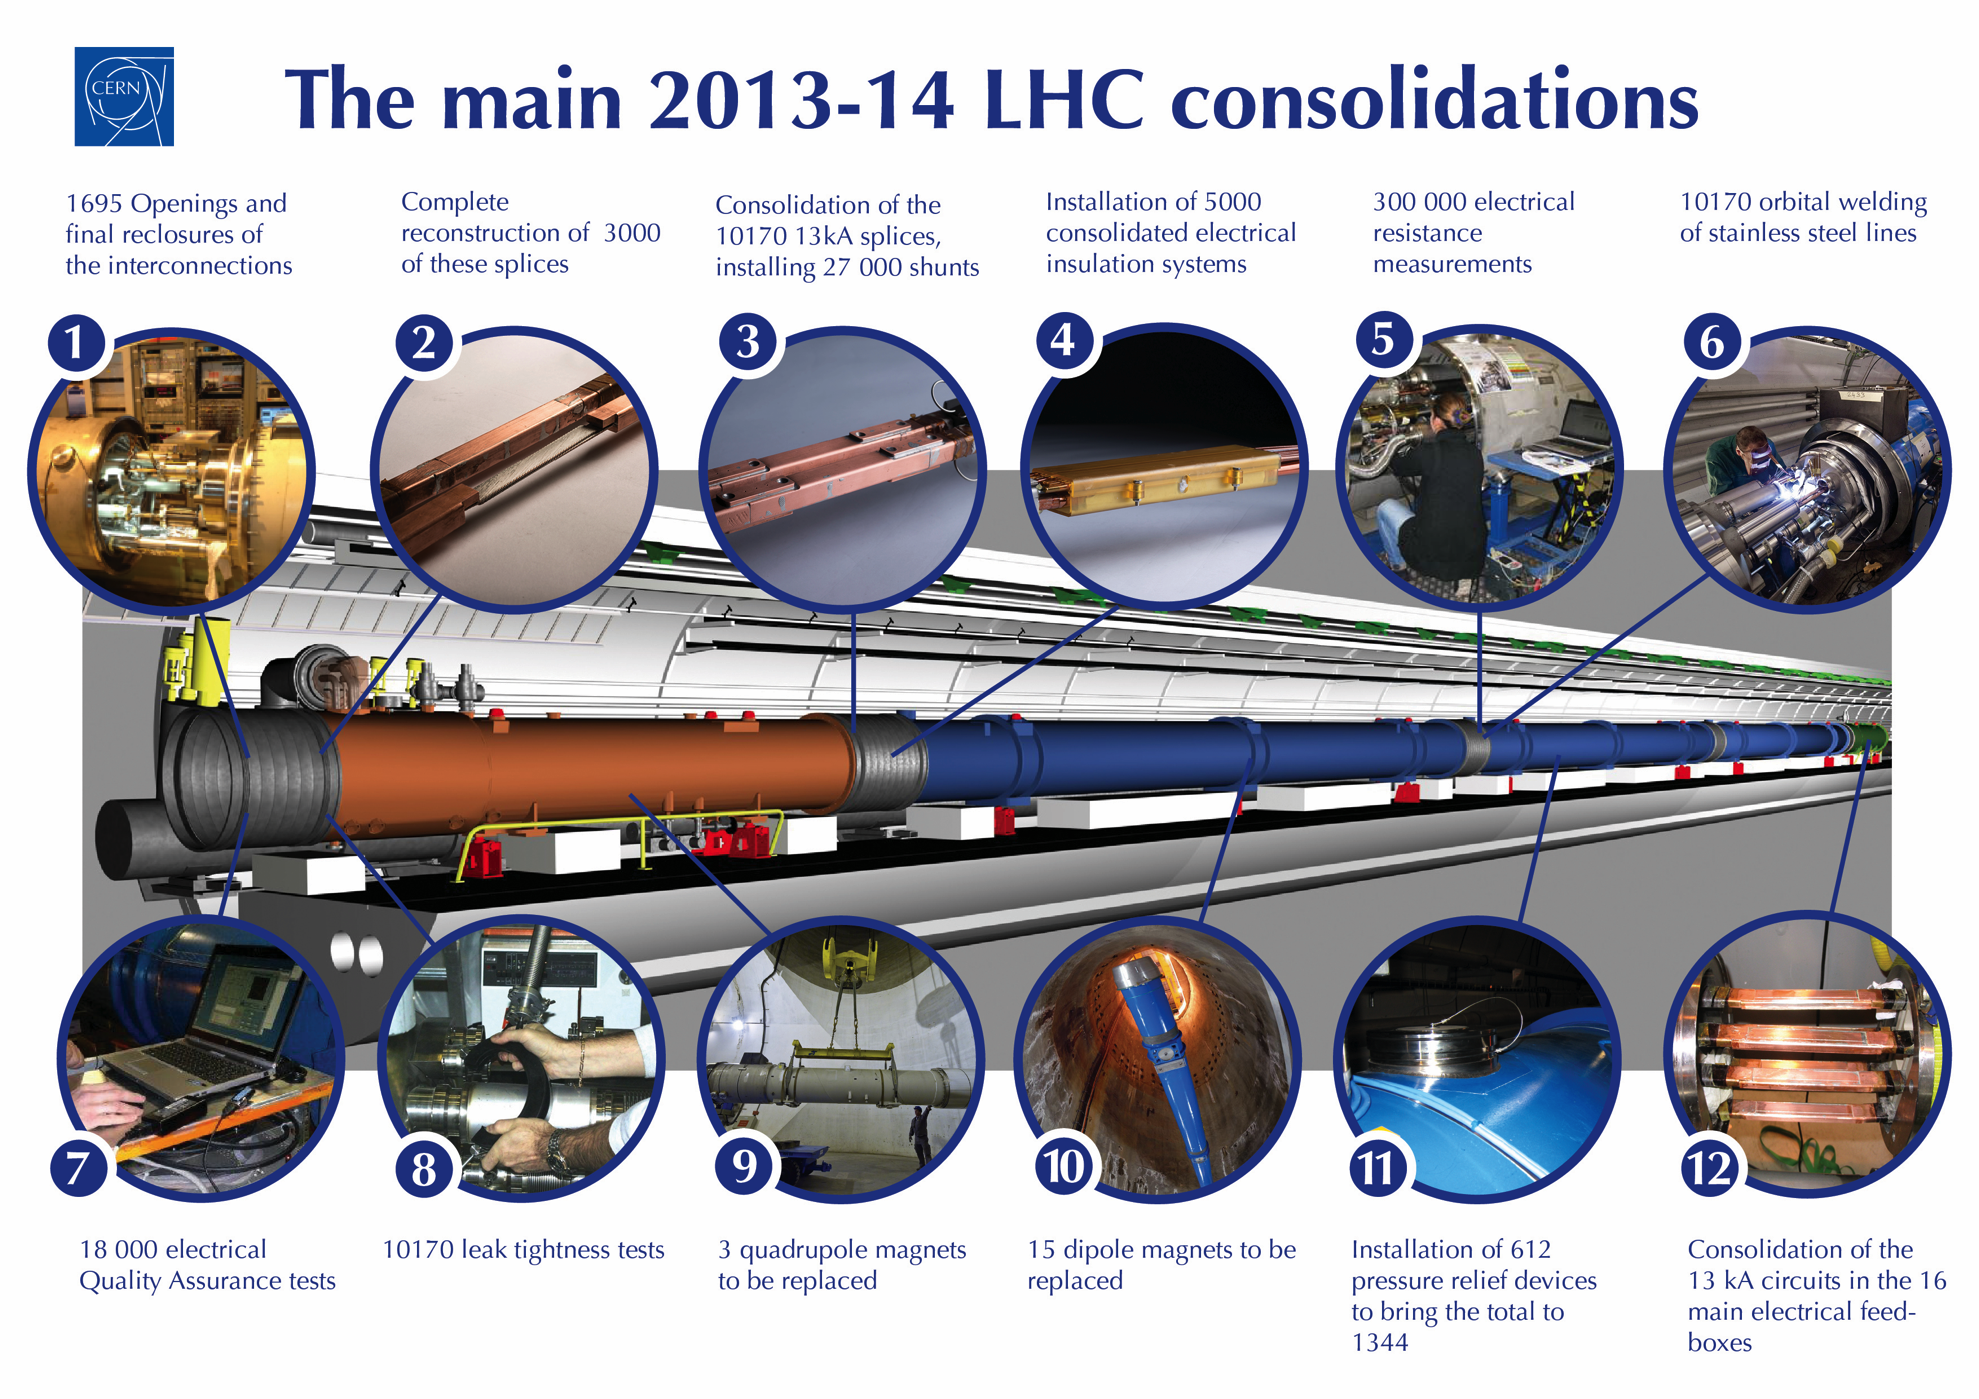 CERN
The main 2013-14 LHC consolidations
1695 Openings and
final reclosures of
the interconnections
Complete
reconstruction of 3000
of these splices
Consolidation of the
10170 13kA splices,
installing 27 000 shunts
Installation of 5000
consolidated electrical
insulation systems
300 000 electrical
resistance
measurements
10170 orbital welding
of stainless steel lines
1
2
3
4
5
6
7
8
9
10
11
12
18 000 electrical
Quality Assurance tests
10170 leak tightness tests
3 quadrupole magnets
to be replaced
15 dipole magnets to be
replaced
Installation of 612
pressure relief devices
to bring the total to
1344
Consolidation of the
13 kA circuits in the 16
main electrical feed-
boxes